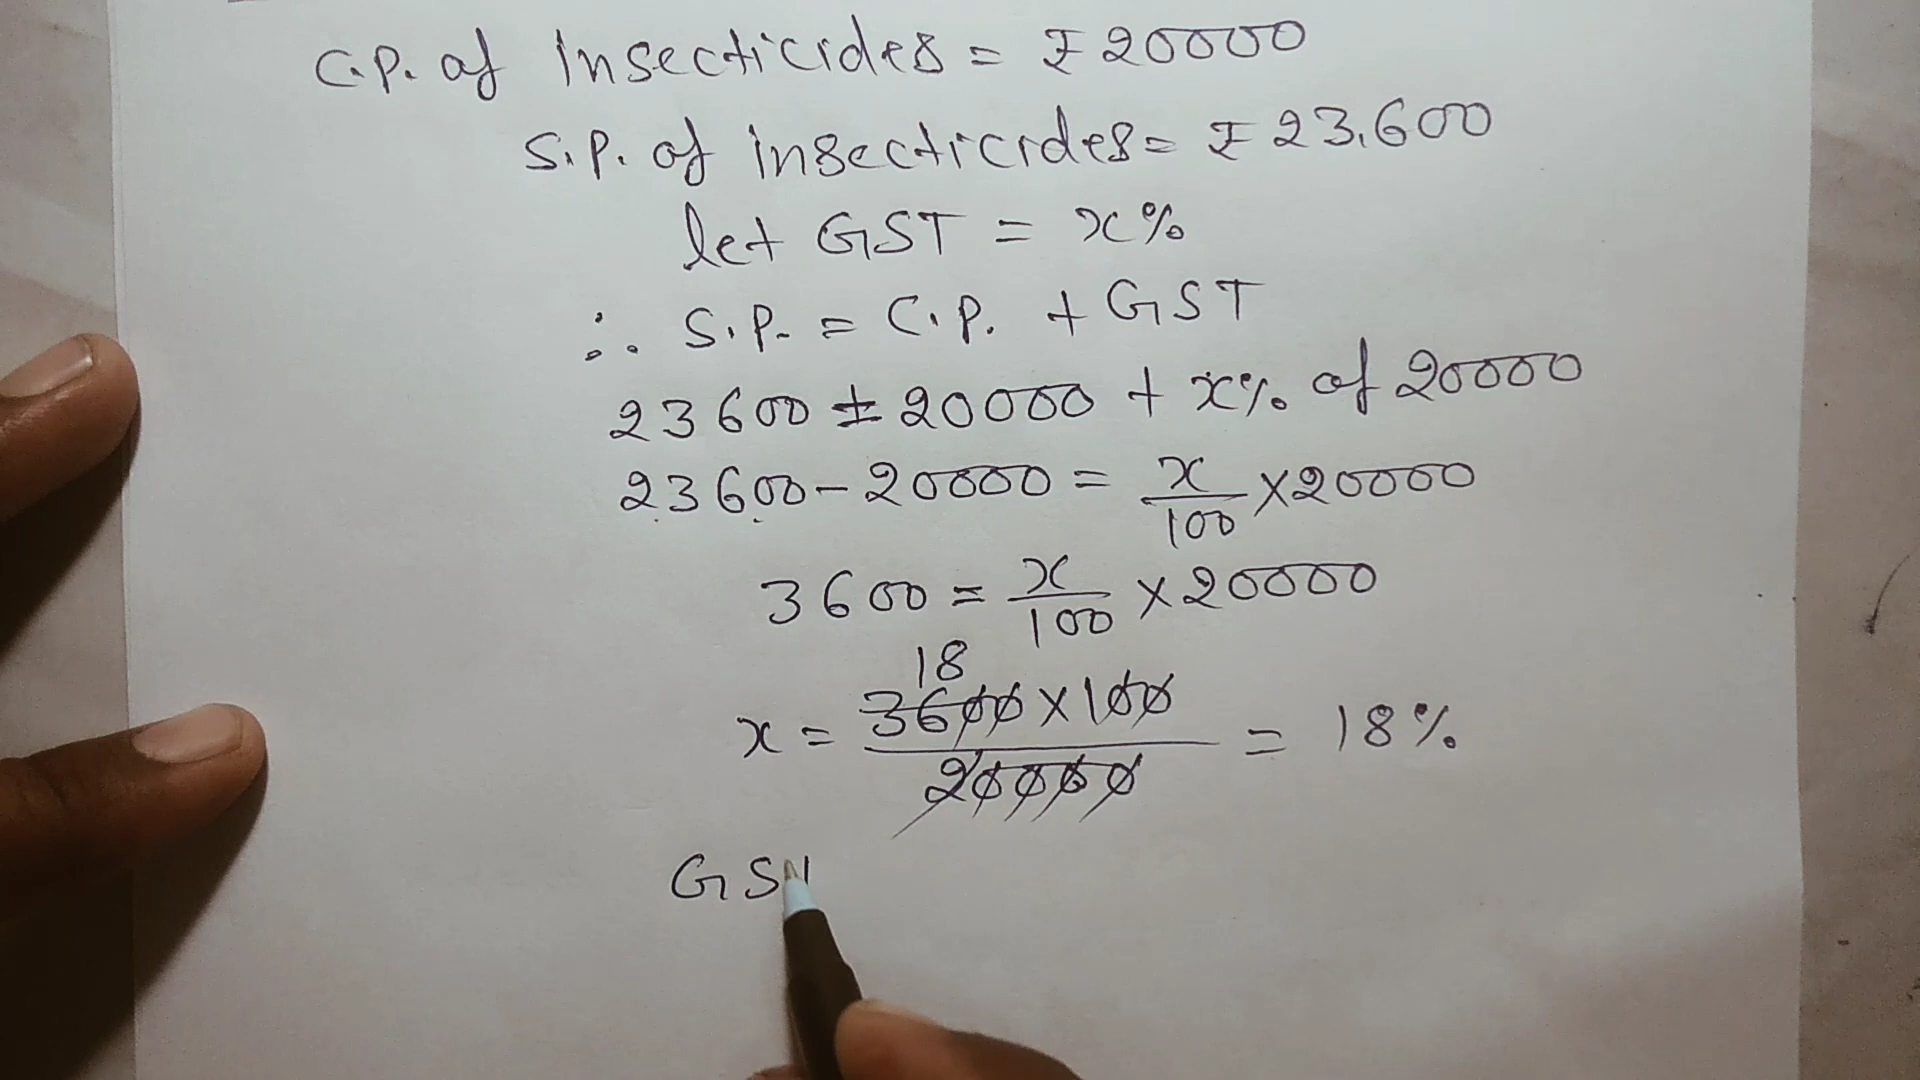 C.P. of Insecticides = ₹20000
S.P. of insecticides = ₹23,600
let GST = x%
∴ S.P. = C.P. + GST
23600 = 20000 + x% of 20000
23600 - 20000 = x/100 × 20000
3600 = x/100 × 20000
18
x = 3600 × 100 / 20000 = 18%
GST